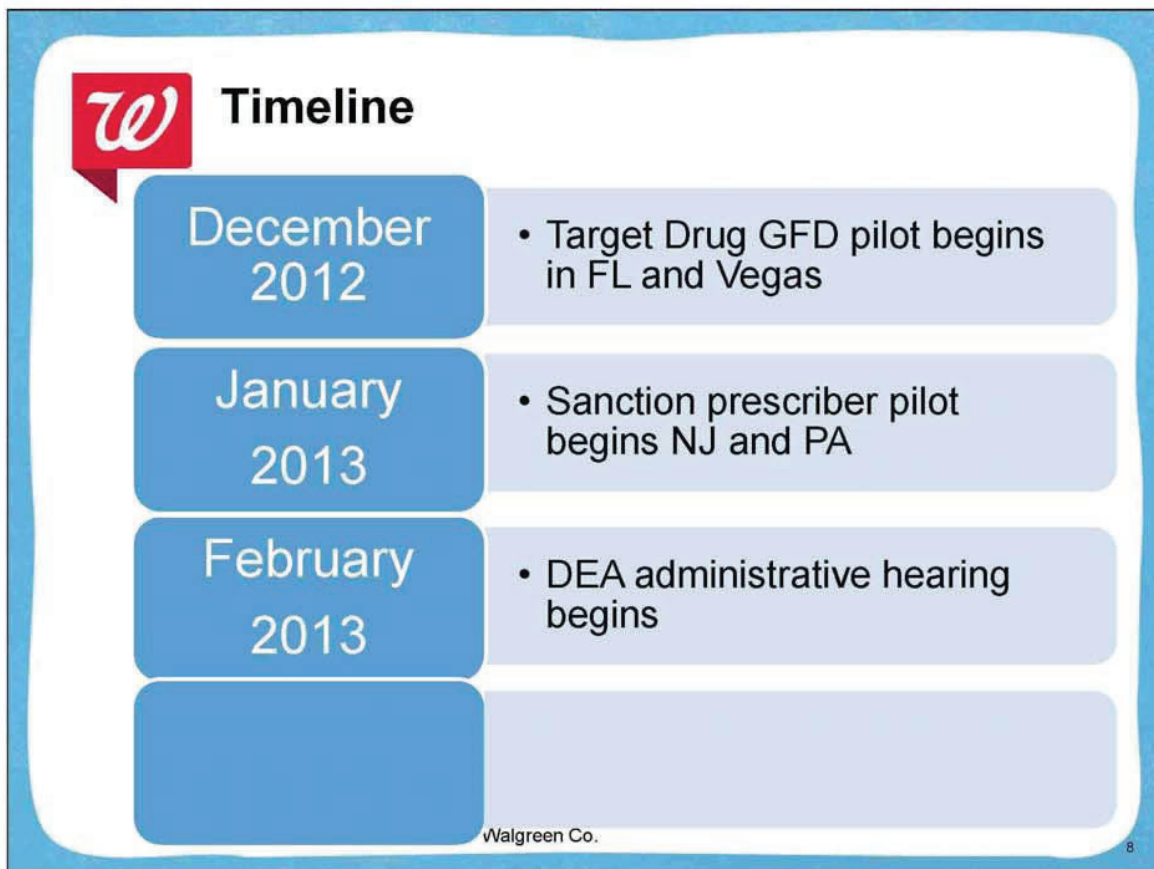 W
Timeline
December
2012
• Target Drug GFD pilot begins
in FL and Vegas
January
2013
• Sanction prescriber pilot
begins NJ and PA
February
2013
• DEA administrative hearing
begins
Walgreen Co.
8